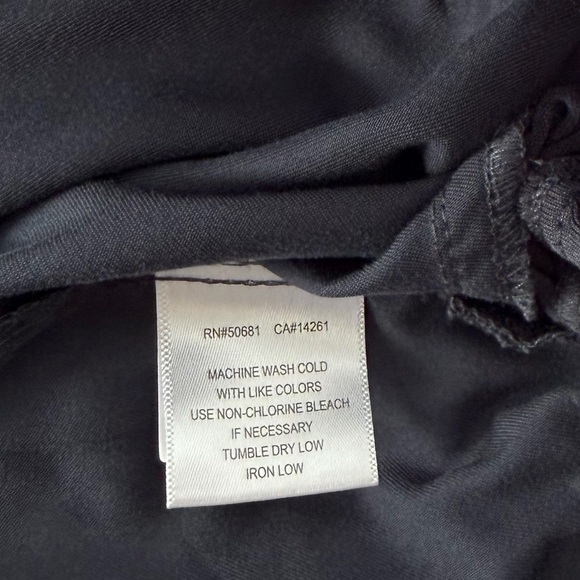 RN#50681 CA#14261
MACHINE WASH COLD
WITH LIKE COLORS
USE NON-CHLORINE BLEACH
IF NECESSARY
TUMBLE DRY LOW
IRON LOW